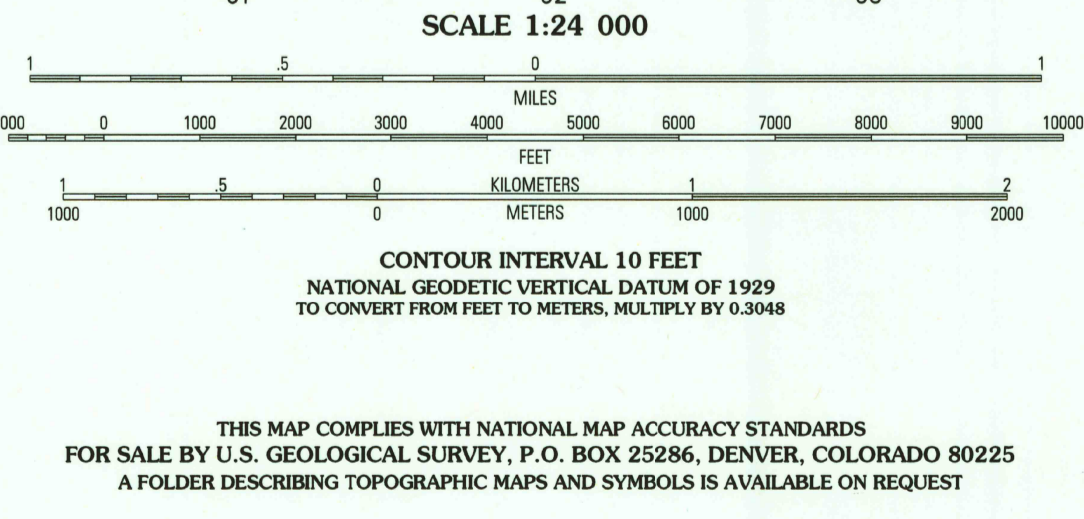 SCALE 1:24 000
1 .5 0 1
MILES
000 0 1000 2000 3000 4000 5000 6000 7000 8000 9000 10000
FEET
1 .5 0 KILOMETERS 1 2
1000 0 METERS 1000 2000
CONTOUR INTERVAL 10 FEET
NATIONAL GEODETIC VERTICAL DATUM OF 1929
TO CONVERT FROM FEET TO METERS, MULTIPLY BY 0.3048
THIS MAP COMPLIES WITH NATIONAL MAP ACCURACY STANDARDS
FOR SALE BY U.S. GEOLOGICAL SURVEY, P.O. BOX 25286, DENVER, COLORADO 80225
A FOLDER DESCRIBING TOPOGRAPHIC MAPS AND SYMBOLS IS AVAILABLE ON REQUEST